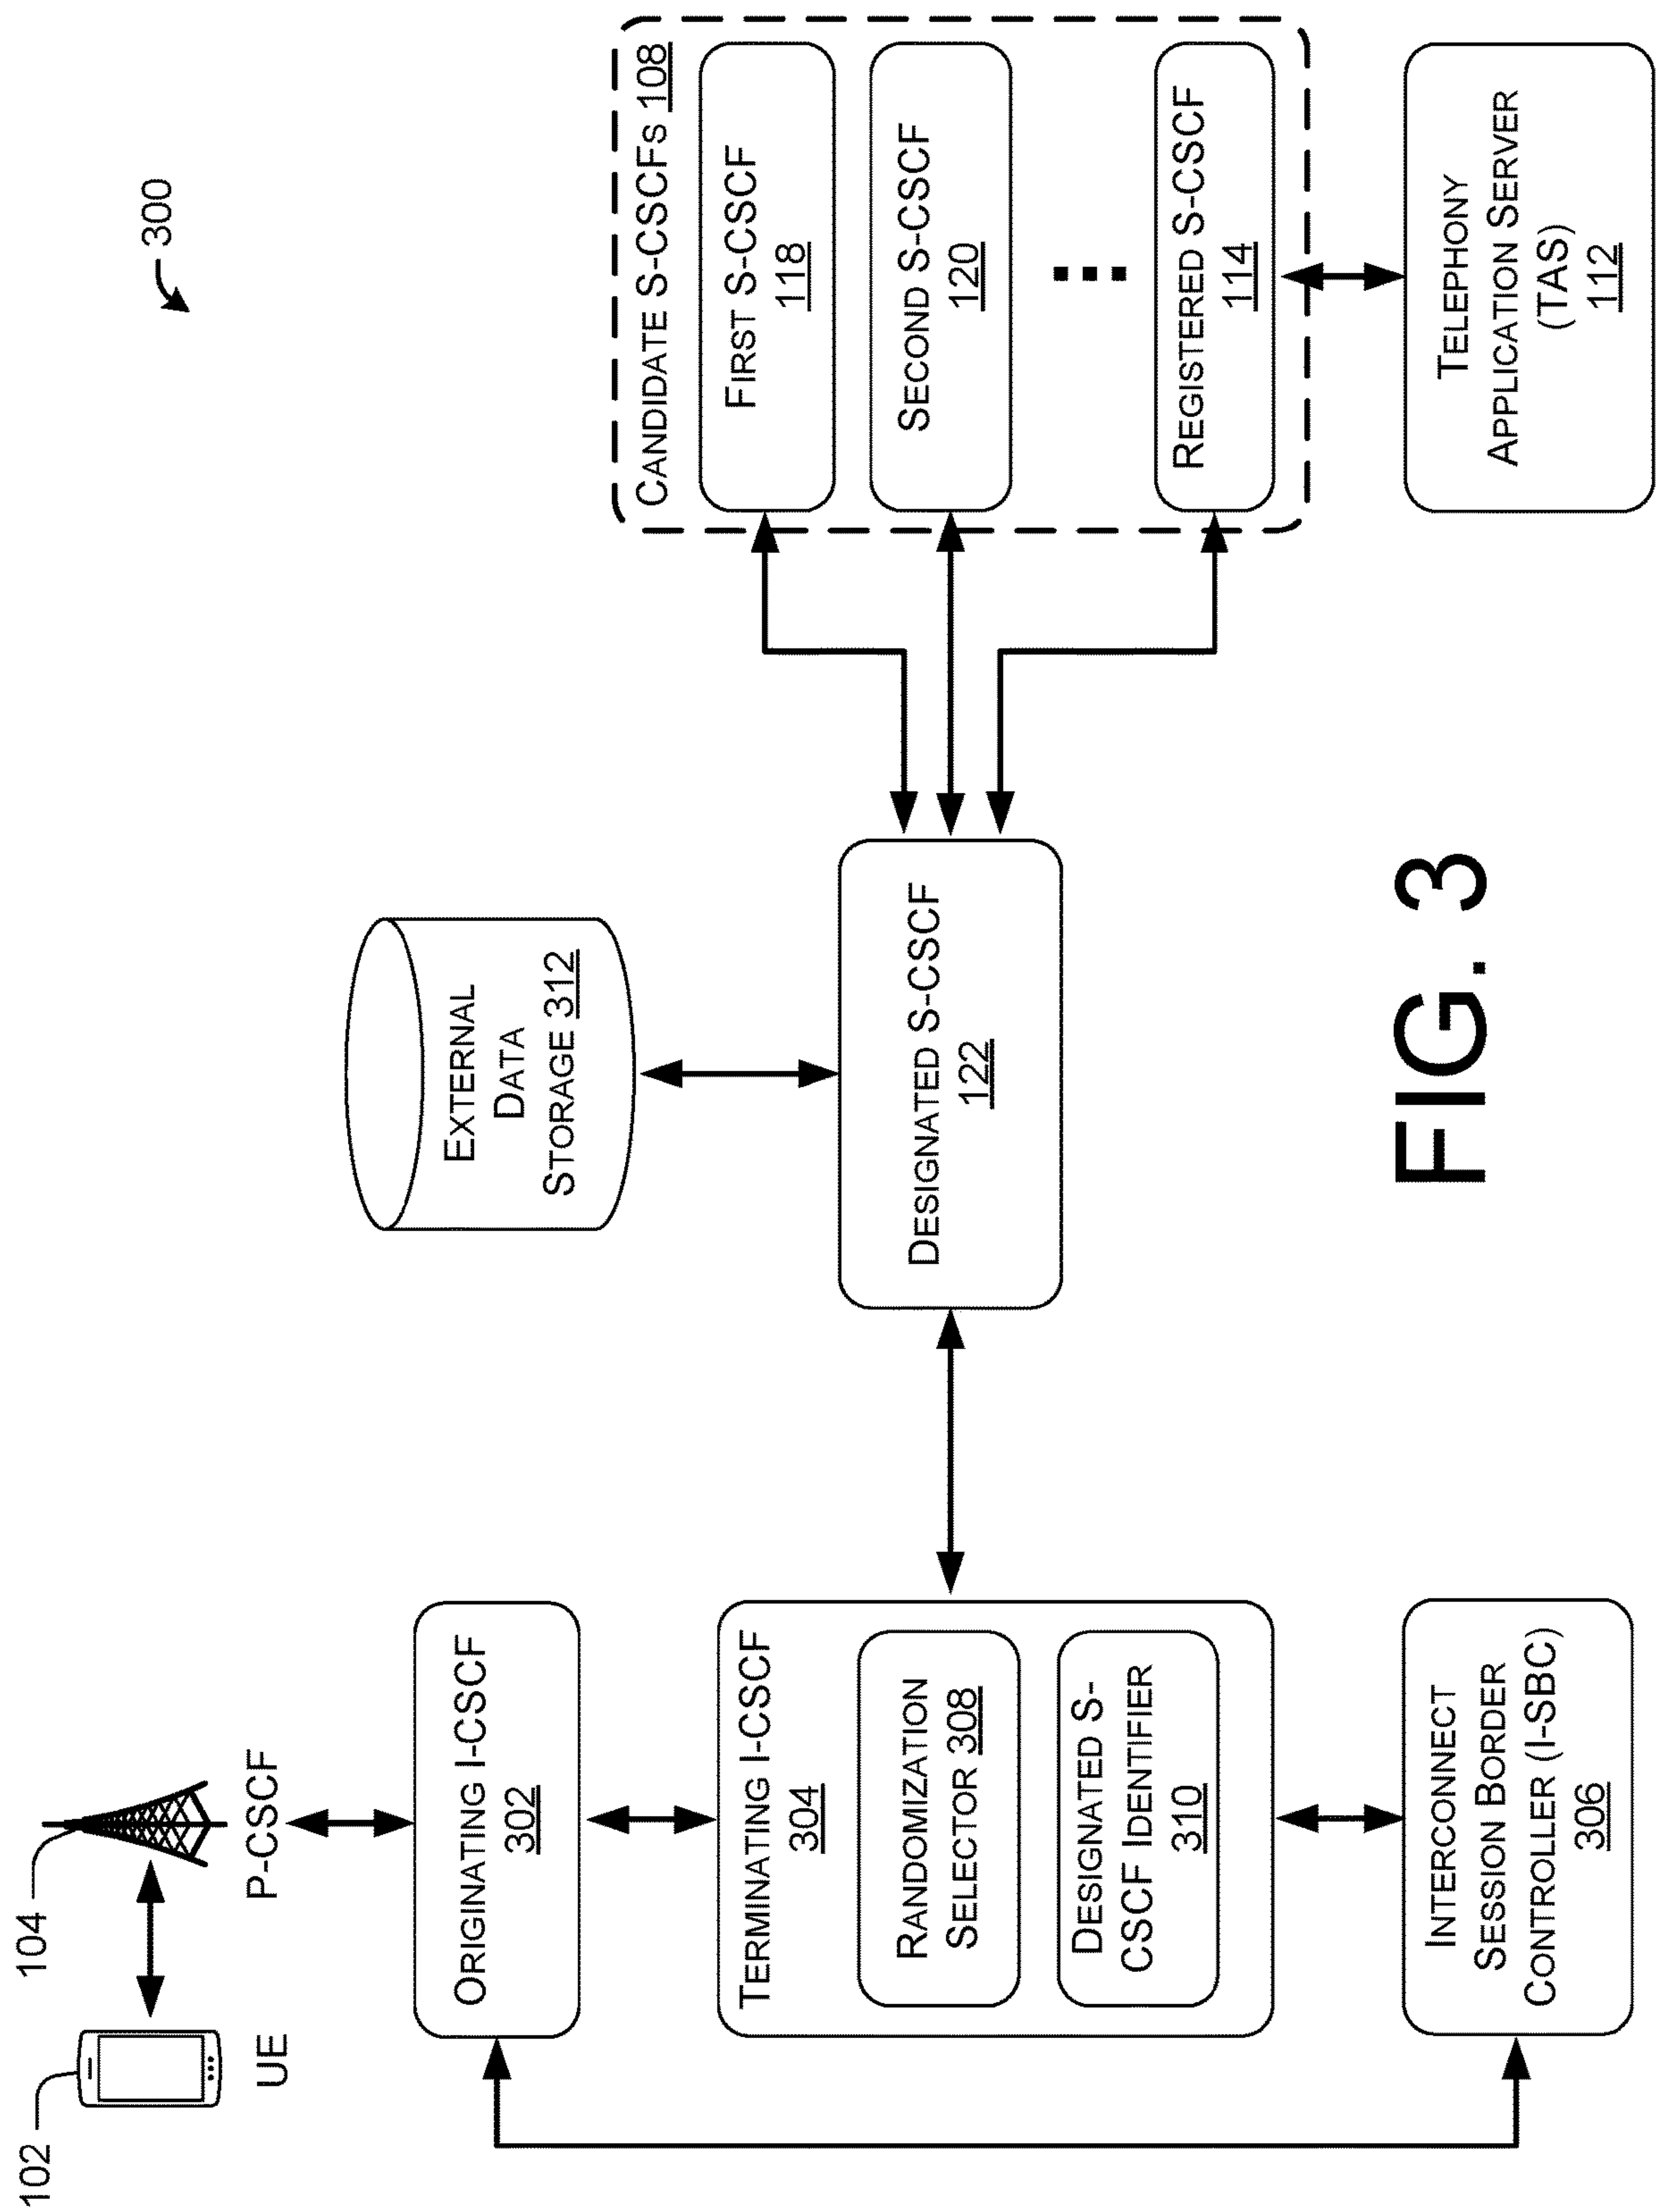 300
102
UE
104
P-CSCF
ORIGINATING I-CSCF
302
TERMINATING I-CSCF
304
RANDOMIZATION
SELECTOR 308
DESIGNATED S-
CSCF IDENTIFIER
310
INTERCONNECT
SESSION BORDER
CONTROLLER (I-SBC)
306
EXTERNAL
DATA
STORAGE 312
DESIGNATED S-CSCF
122
CANDIDATE S-CSCFS 108
FIRST S-CSCF
118
SECOND S-CSCF
120
REGISTERED S-CSCF
114
TELEPHONY
APPLICATION SERVER
(TAS)
112
FIG. 3